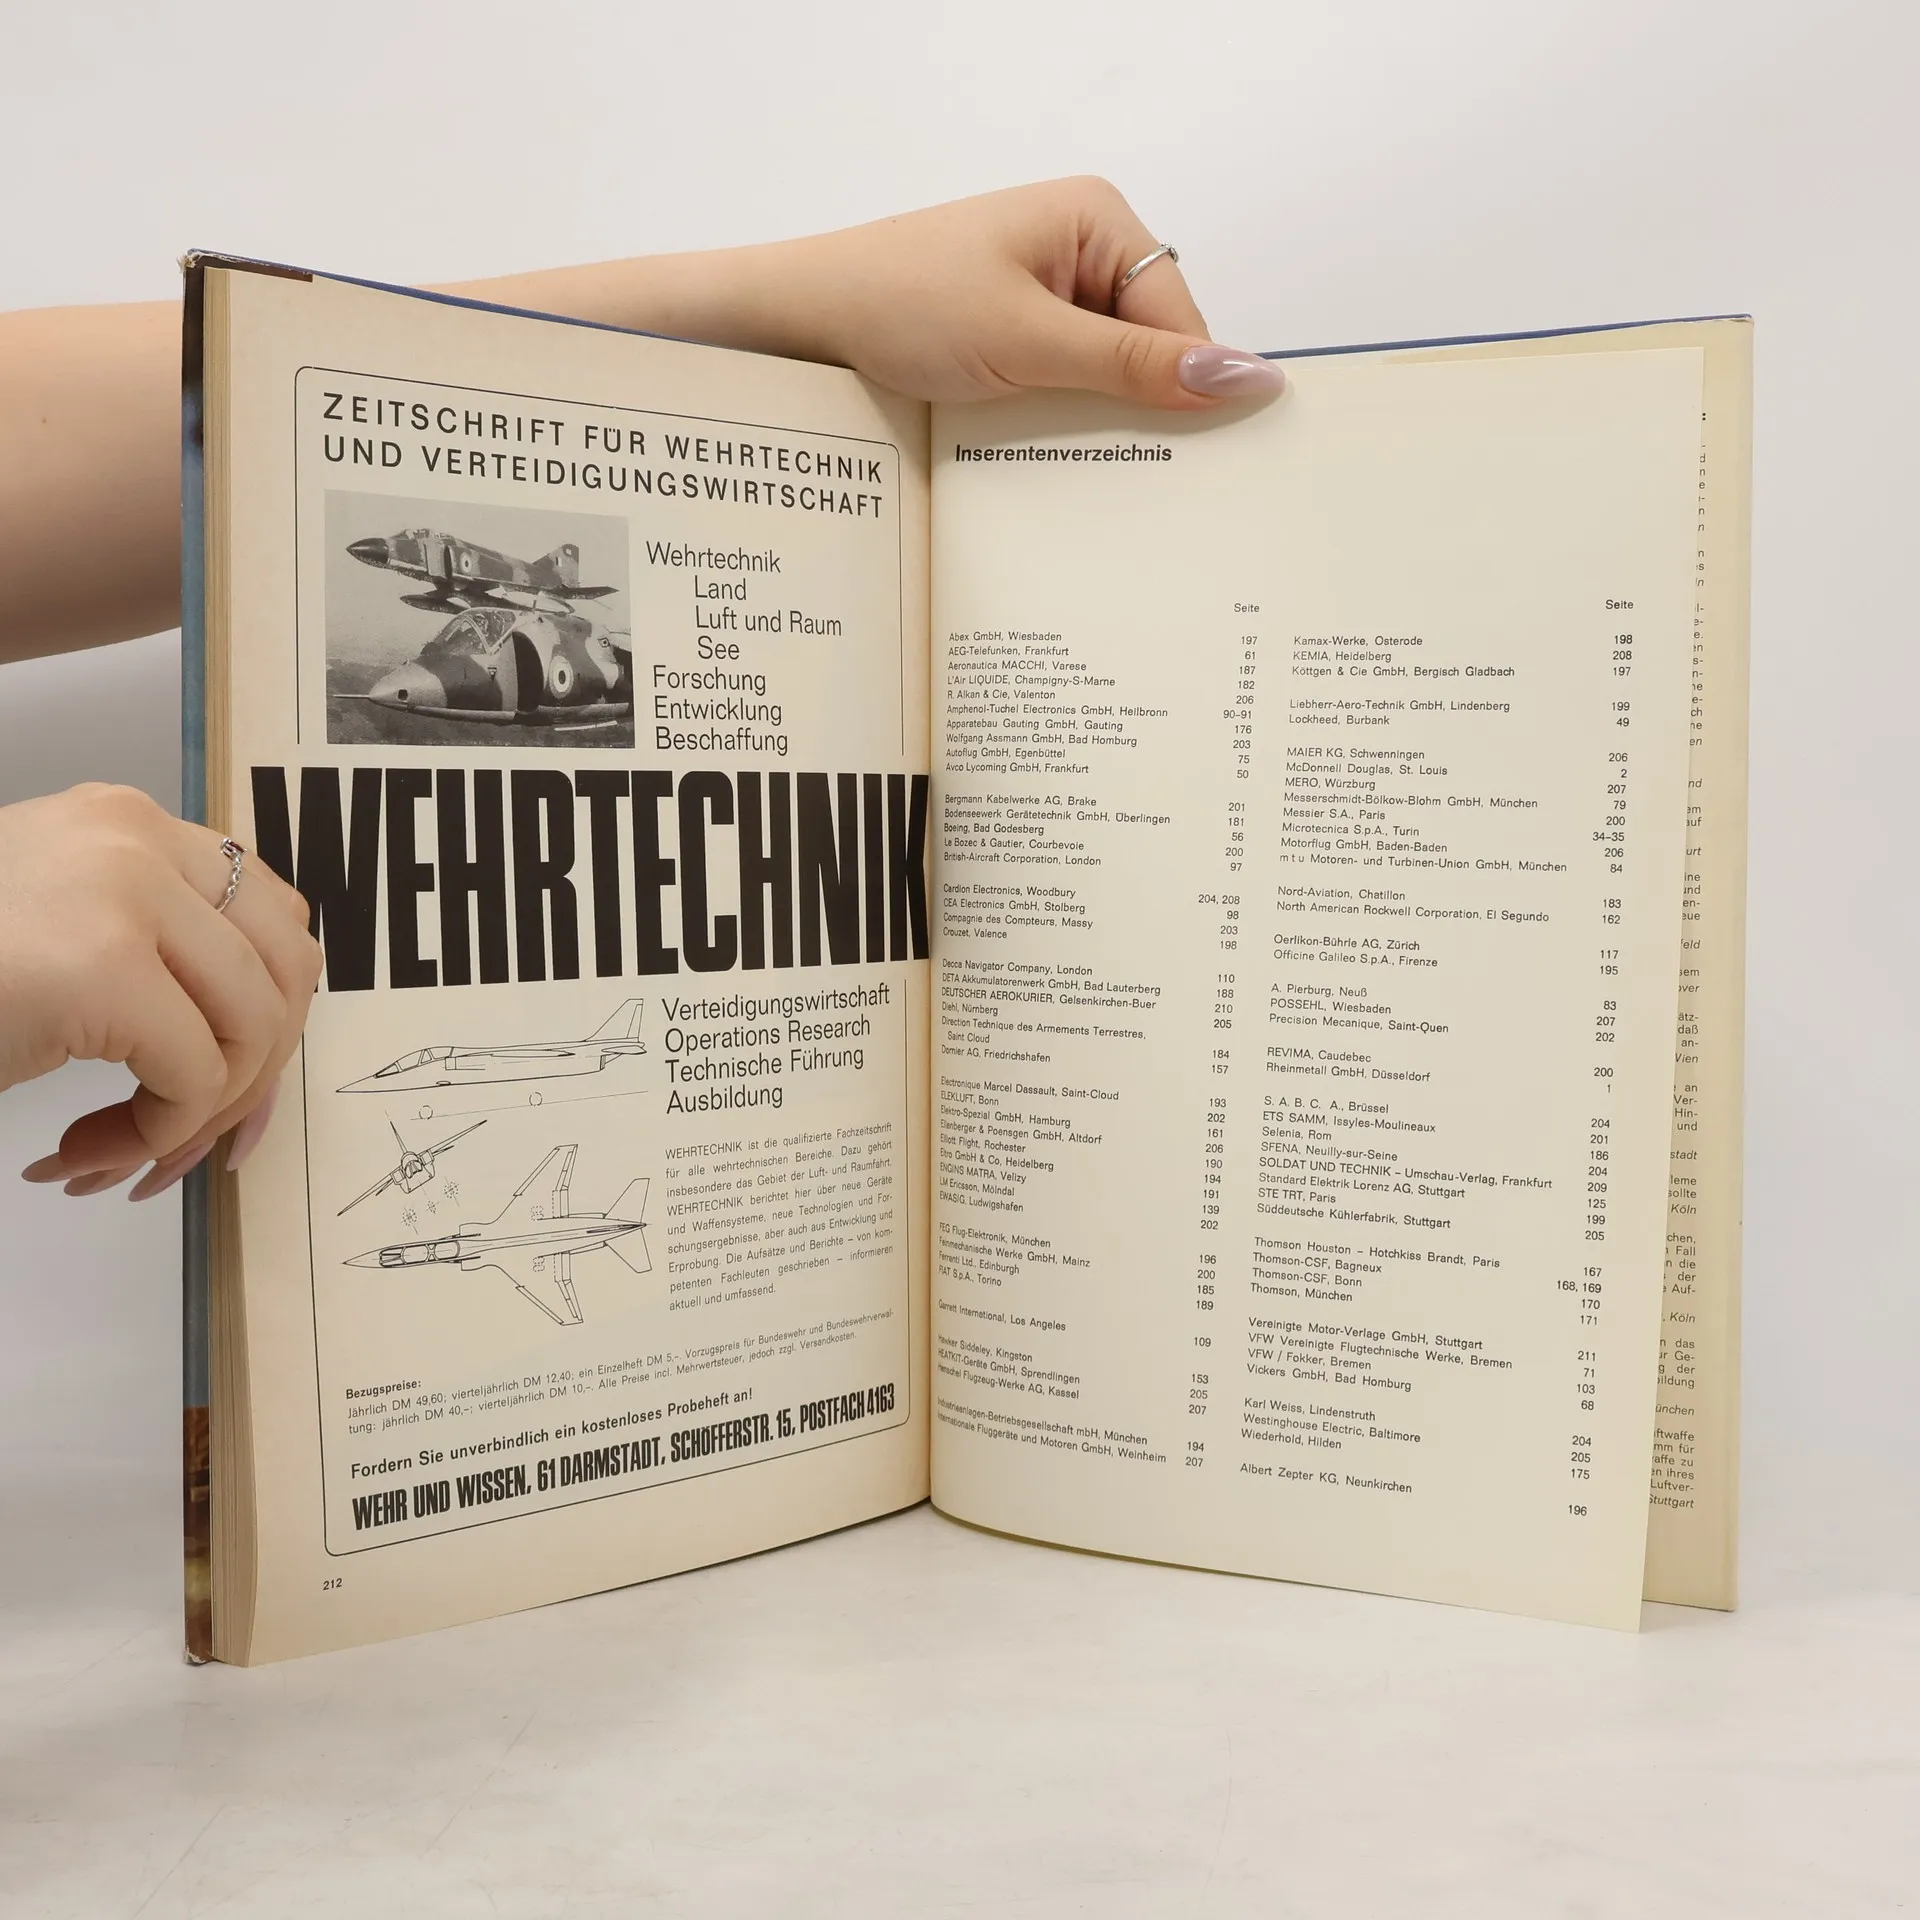 ZEITSCHRIFT FÜR WEHRTECHNIK
UND VERTEIDIGUNGSWIRTSCHAFT
Wehrtechnik
Land
Luft und Raum
See
Forschung
Entwicklung
Beschaffung
WEHRTECHNIK
Verteidigungswirtschaft
Operations Research
Technische Führung
Ausbildung
WEHRTECHNIK ist die qualifizierte Fachzeitschrift
für alle wehrtechnischen Bereiche. Dazu gehört
insbesondere das Gebiet der Luft- und Raumfahrt.
WEHRTECHNIK berichtet hier über neue Geräte
und Waffensysteme, neue Technologien und For-
schungsergebnisse, aber auch aus Entwicklung und
Erprobung. Die Aufsätze und Berichte – von kom-
petenten Fachleuten geschrieben – informieren
aktuell und umfassend.
Bezugspreise:
Jährlich DM 49,60; vierteljährlich DM 12,40; ein Einzelheft DM 5,–. Vorzugspreis für Bundeswehr und Bundeswehrverwal-
tung: jährlich DM 40,–; vierteljährlich DM 10,–. Alle Preise incl. Mehrwertsteuer, jedoch zzgl. Versandkosten.
Fordern Sie unverbindlich ein kostenloses Probeheft an!
WEHR UND WISSEN, 61 DARMSTADT, SCHÖFFERSTR. 15, POSTFACH 4163
212
Inserentenverzeichnis
Seite
Abex GmbH, Wiesbaden 197
AEG-Telefunken, Frankfurt 61
Aeronautica MACCHI, Varese 187
L'Air LIQUIDE, Champigny-S-Marne 182
R. Alkan & Cie, Valenton 206
Amphenol-Tuchel Electronics GmbH, Heilbronn 90–91
Apparatebau Gauting GmbH, Gauting 176
Wolfgang Assmann GmbH, Bad Homburg 203
Autoflug GmbH, Egenbüttel 75
Avco Lycoming GmbH, Frankfurt 50
Bergmann Kabelwerke AG, Brake 201
Bodenseewerk Gerätetechnik GmbH, Überlingen 181
Boeing, Bad Godesberg 56
Le Bozec & Gautier, Courbevoie 200
British-Aircraft Corporation, London 97
Cardion Electronics, Woodbury 204, 208
CEA Electronics GmbH, Stolberg 98
Compagnie des Compteurs, Massy 203
Crouzet, Valence 198
Decca Navigator Company, London 110
DETA Akkumulatorenwerk GmbH, Bad Lauterberg 188
DEUTSCHER AEROKURIER, Gelsenkirchen-Buer 210
Diehl, Nürnberg 205
Direction Technique des Armements Terrestres,
Saint Cloud 184
Dornier AG, Friedrichshafen 157
Electronique Marcel Dassault, Saint-Cloud 193
ELEKLUFT, Bonn 202
Elektro-Spezial GmbH, Hamburg 161
Ellenberger & Poensgen GmbH, Altdorf 206
Elliott Flight, Rochester 190
Eltro GmbH & Co, Heidelberg 194
ENGINS MATRA, Velizy 191
LM Ericsson, Mölndal 139
EWASIG, Ludwigshafen 202
FEG Flug-Elektronik, München 196
Feinmechanische Werke GmbH, Mainz 200
Ferranti Ltd., Edinburgh 185
FIAT S.p.A., Torino 189
Garrett International, Los Angeles 109
Hawker Siddeley, Kingston 153
HEATKIT-Geräte GmbH, Sprendlingen 205
Henschel Flugzeug-Werke AG, Kassel 207
Industrieanlagen-Betriebsgesellschaft mbH, München 194
Internationale Fluggeräte und Motoren GmbH, Weinheim 207
Seite
Kamax-Werke, Osterode 198
KEMIA, Heidelberg 208
Köttgen & Cie GmbH, Bergisch Gladbach 197
Liebherr-Aero-Technik GmbH, Lindenberg 199
Lockheed, Burbank 49
MAIER KG, Schwenningen 206
McDonnell Douglas, St. Louis 2
MERO, Würzburg 207
Messerschmidt-Bölkow-Blohm GmbH, München 79
Messier S.A., Paris 200
Microtecnica S.p.A., Turin 34–35
Motorflug GmbH, Baden-Baden 206
m t u Motoren- und Turbinen-Union GmbH, München 84
Nord-Aviation, Chatillon 183
North American Rockwell Corporation, El Segundo 162
Oerlikon-Bührle AG, Zürich 117
Officine Galileo S.p.A., Firenze 195
A. Pierburg, Neuß 83
POSSEHL, Wiesbaden 207
Precision Mecanique, Saint-Quen 202
REVIMA, Caudebec 200
Rheinmetall GmbH, Düsseldorf 1
S. A. B. C. A., Brüssel 204
ETS SAMM, Issyles-Moulineaux 201
Selenia, Rom 186
SFENA, Neuilly-sur-Seine 204
SOLDAT UND TECHNIK – Umschau-Verlag, Frankfurt 209
Standard Elektrik Lorenz AG, Stuttgart 125
STE TRT, Paris 199
Süddeutsche Kühlerfabrik, Stuttgart 205
Thomson Houston – Hotchkiss Brandt, Paris 167
Thomson-CSF, Bagneux 168, 169
Thomson-CSF, Bonn 170
Thomson, München 171
Vereinigte Motor-Verlage GmbH, Stuttgart 211
VFW Vereinigte Flugtechnische Werke, Bremen 71
VFW / Fokker, Bremen 103
Vickers GmbH, Bad Homburg 68
Karl Weiss, Lindenstruth 204
Westinghouse Electric, Baltimore 205
Wiederhold, Hilden 175
Albert Zepter KG, Neunkirchen 196